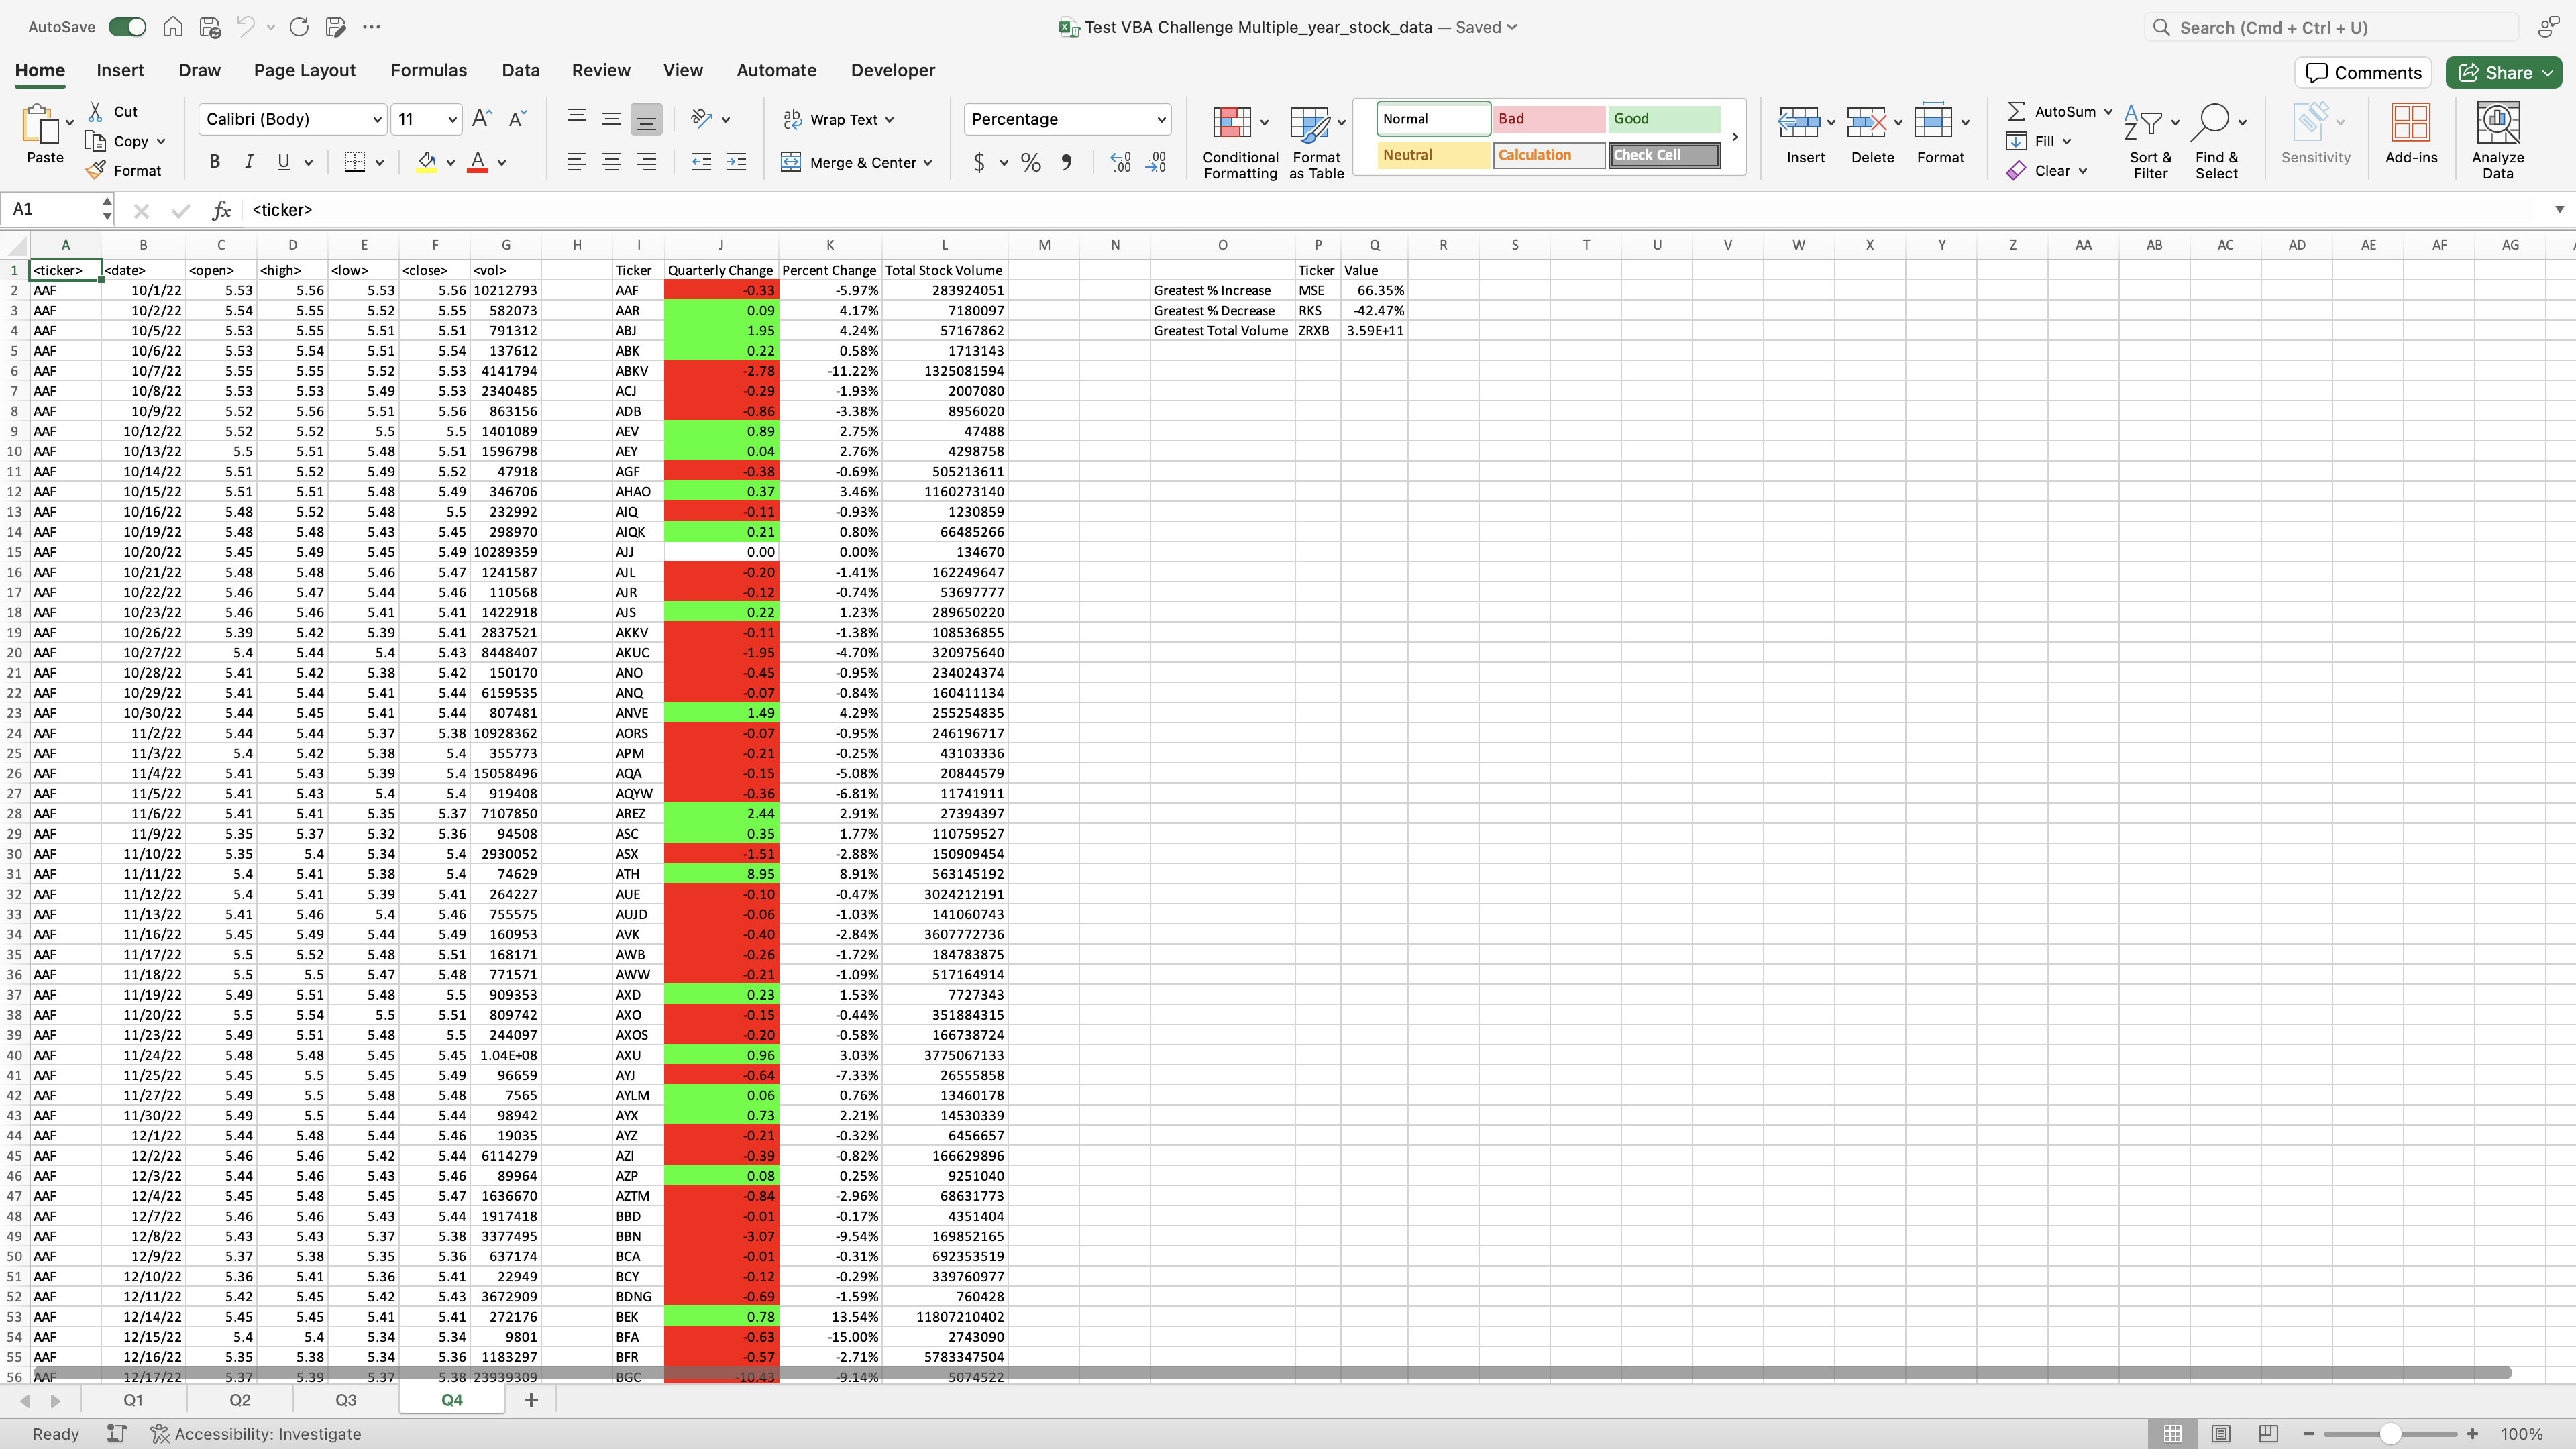 AutoSave
Test VBA Challenge Multiple_year_stock_data — Saved
Search (Cmd + Ctrl + U)
Home Insert Draw Page Layout Formulas Data Review View Automate Developer
Comments Share
Paste Cut Copy Format
Calibri (Body) 11
B I U A
Wrap Text
Merge & Center
Percentage
$ %
Conditional Formatting
Format as Table
Normal Bad Good
Neutral Calculation Check Cell
Insert Delete Format
AutoSum Fill Clear
Sort & Filter
Find & Select
Sensitivity
Add-ins
Analyze Data
A1 fx <ticker>
A B C D E F G H I J K L M N O P Q R S T U V W X Y Z AA AB AC AD AE AF AG
1 <ticker> <date> <open> <high> <low> <close> <vol> Ticker Quarterly Change Percent Change Total Stock Volume Ticker Value
2 AAF 10/1/22 5.53 5.56 5.53 5.56 10212793 AAF -0.33 -5.97% 283924051 Greatest % Increase MSE 66.35%
3 AAF 10/2/22 5.54 5.55 5.52 5.55 582073 AAR 0.09 4.17% 7180097 Greatest % Decrease RKS -42.47%
4 AAF 10/5/22 5.53 5.55 5.51 5.51 791312 ABJ 1.95 4.24% 57167862 Greatest Total Volume ZRXB 3.59E+11
5 AAF 10/6/22 5.53 5.54 5.51 5.54 137612 ABK 0.22 0.58% 1713143
6 AAF 10/7/22 5.55 5.55 5.52 5.53 4141794 ABKV -2.78 -11.22% 1325081594
7 AAF 10/8/22 5.53 5.53 5.49 5.53 2340485 ACJ -0.29 -1.93% 2007080
8 AAF 10/9/22 5.52 5.56 5.51 5.56 863156 ADB -0.86 -3.38% 8956020
9 AAF 10/12/22 5.52 5.52 5.5 5.5 1401089 AEV 0.89 2.75% 47488
10 AAF 10/13/22 5.5 5.51 5.48 5.51 1596798 AEY 0.04 2.76% 4298758
11 AAF 10/14/22 5.51 5.52 5.49 5.52 47918 AGF -0.38 -0.69% 505213611
12 AAF 10/15/22 5.51 5.51 5.48 5.49 346706 AHAO 0.37 3.46% 1160273140
13 AAF 10/16/22 5.48 5.52 5.48 5.5 232992 AIQ -0.11 -0.93% 1230859
14 AAF 10/19/22 5.48 5.48 5.43 5.45 298970 AIQK 0.21 0.80% 66485266
15 AAF 10/20/22 5.45 5.49 5.45 5.49 10289359 AJJ 0.00 0.00% 134670
16 AAF 10/21/22 5.48 5.48 5.46 5.47 1241587 AJL -0.20 -1.41% 162249647
17 AAF 10/22/22 5.46 5.47 5.44 5.46 110568 AJR -0.12 -0.74% 53697777
18 AAF 10/23/22 5.46 5.46 5.41 5.41 1422918 AJS 0.22 1.23% 289650220
19 AAF 10/26/22 5.39 5.42 5.39 5.41 2837521 AKKV -0.11 -1.38% 108536855
20 AAF 10/27/22 5.4 5.44 5.4 5.43 8448407 AKUC -1.95 -4.70% 320975640
21 AAF 10/28/22 5.41 5.42 5.38 5.42 150170 ANO -0.45 -0.95% 234024374
22 AAF 10/29/22 5.41 5.44 5.41 5.44 6159535 ANQ -0.07 -0.84% 160411134
23 AAF 10/30/22 5.44 5.45 5.41 5.44 807481 ANVE 1.49 4.29% 255254835
24 AAF 11/2/22 5.44 5.44 5.37 5.38 10928362 AORS -0.07 -0.95% 246196717
25 AAF 11/3/22 5.4 5.42 5.38 5.4 355773 APM -0.21 -0.25% 43103336
26 AAF 11/4/22 5.41 5.43 5.39 5.4 15058496 AQA -0.15 -5.08% 20844579
27 AAF 11/5/22 5.41 5.43 5.4 5.4 919408 AQYW -0.36 -6.81% 11741911
28 AAF 11/6/22 5.41 5.41 5.35 5.37 7107850 AREZ 2.44 2.91% 27394397
29 AAF 11/9/22 5.35 5.37 5.32 5.36 94508 ASC 0.35 1.77% 110759527
30 AAF 11/10/22 5.35 5.4 5.34 5.4 2930052 ASX -1.51 -2.88% 150909454
31 AAF 11/11/22 5.4 5.41 5.38 5.4 74629 ATH 8.95 8.91% 563145192
32 AAF 11/12/22 5.4 5.41 5.39 5.41 264227 AUE -0.10 -0.47% 3024212191
33 AAF 11/13/22 5.41 5.46 5.4 5.46 755575 AUJD -0.06 -1.03% 141060743
34 AAF 11/16/22 5.45 5.49 5.44 5.49 160953 AVK -0.40 -2.84% 3607772736
35 AAF 11/17/22 5.5 5.52 5.48 5.51 168171 AWB -0.26 -1.72% 184783875
36 AAF 11/18/22 5.5 5.5 5.47 5.48 771571 AWW -0.21 -1.09% 517164914
37 AAF 11/19/22 5.49 5.51 5.48 5.5 909353 AXD 0.23 1.53% 7727343
38 AAF 11/20/22 5.5 5.54 5.5 5.51 809742 AXO -0.15 -0.44% 351884315
39 AAF 11/23/22 5.49 5.51 5.48 5.5 244097 AXOS -0.20 -0.58% 166738724
40 AAF 11/24/22 5.48 5.48 5.45 5.45 1.04E+08 AXU 0.96 3.03% 3775067133
41 AAF 11/25/22 5.45 5.5 5.45 5.49 96659 AYJ -0.64 -7.33% 26555858
42 AAF 11/27/22 5.49 5.5 5.48 5.48 7565 AYLM 0.06 0.76% 13460178
43 AAF 11/30/22 5.49 5.5 5.44 5.44 98942 AYX 0.73 2.21% 14530339
44 AAF 12/1/22 5.44 5.48 5.44 5.46 19035 AYZ -0.21 -0.32% 6456657
45 AAF 12/2/22 5.46 5.46 5.42 5.44 6114279 AZI -0.39 -0.82% 166629896
46 AAF 12/3/22 5.44 5.46 5.43 5.46 89964 AZP 0.08 0.25% 9251040
47 AAF 12/4/22 5.45 5.48 5.45 5.47 1636670 AZTM -0.84 -2.96% 68631773
48 AAF 12/7/22 5.46 5.46 5.43 5.44 1917418 BBD -0.01 -0.17% 4351404
49 AAF 12/8/22 5.43 5.43 5.37 5.38 3377495 BBN -3.07 -9.54% 169852165
50 AAF 12/9/22 5.37 5.38 5.35 5.36 637174 BCA -0.01 -0.31% 692353519
51 AAF 12/10/22 5.36 5.41 5.36 5.41 22949 BCY -0.12 -0.29% 339760977
52 AAF 12/11/22 5.42 5.45 5.42 5.43 3672909 BDNG -0.69 -1.59% 760428
53 AAF 12/14/22 5.45 5.45 5.41 5.41 272176 BEK 0.78 13.54% 11807210402
54 AAF 12/15/22 5.4 5.4 5.34 5.34 9801 BFA -0.63 -15.00% 2743090
55 AAF 12/16/22 5.35 5.38 5.34 5.36 1183297 BFR -0.57 -2.71% 5783347504
56 AAF 12/17/22 5.37 5.39 5.37 5.38 23939309 BGC -10.43 -9.14% 5074522
Q1 Q2 Q3 Q4
Ready Accessibility: Investigate 100%